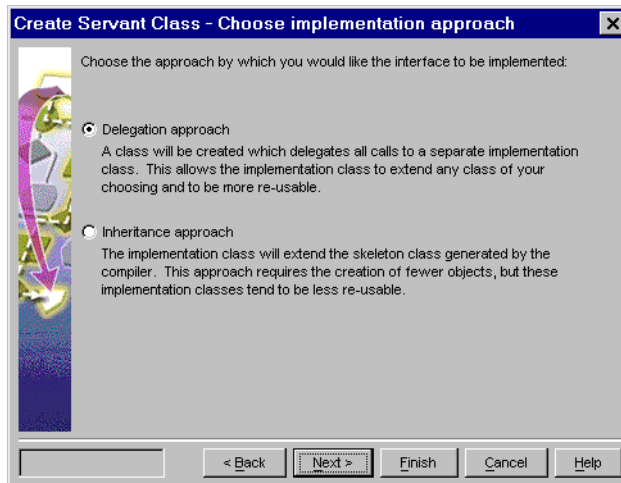 Create Servant Class - Choose implementation approach
Choose the approach by which you would like the interface to be implemented:
Delegation approach
A class will be created which delegates all calls to a separate implementation
class. This allows the implementation class to extend any class of your
choosing and to be more re-usable.
Inheritance approach
The implementation class will extend the skeleton class generated by the
compiler. This approach requires the creation of fewer objects, but these
implementation classes tend to be less re-usable.
< Back Next > Finish Cancel Help